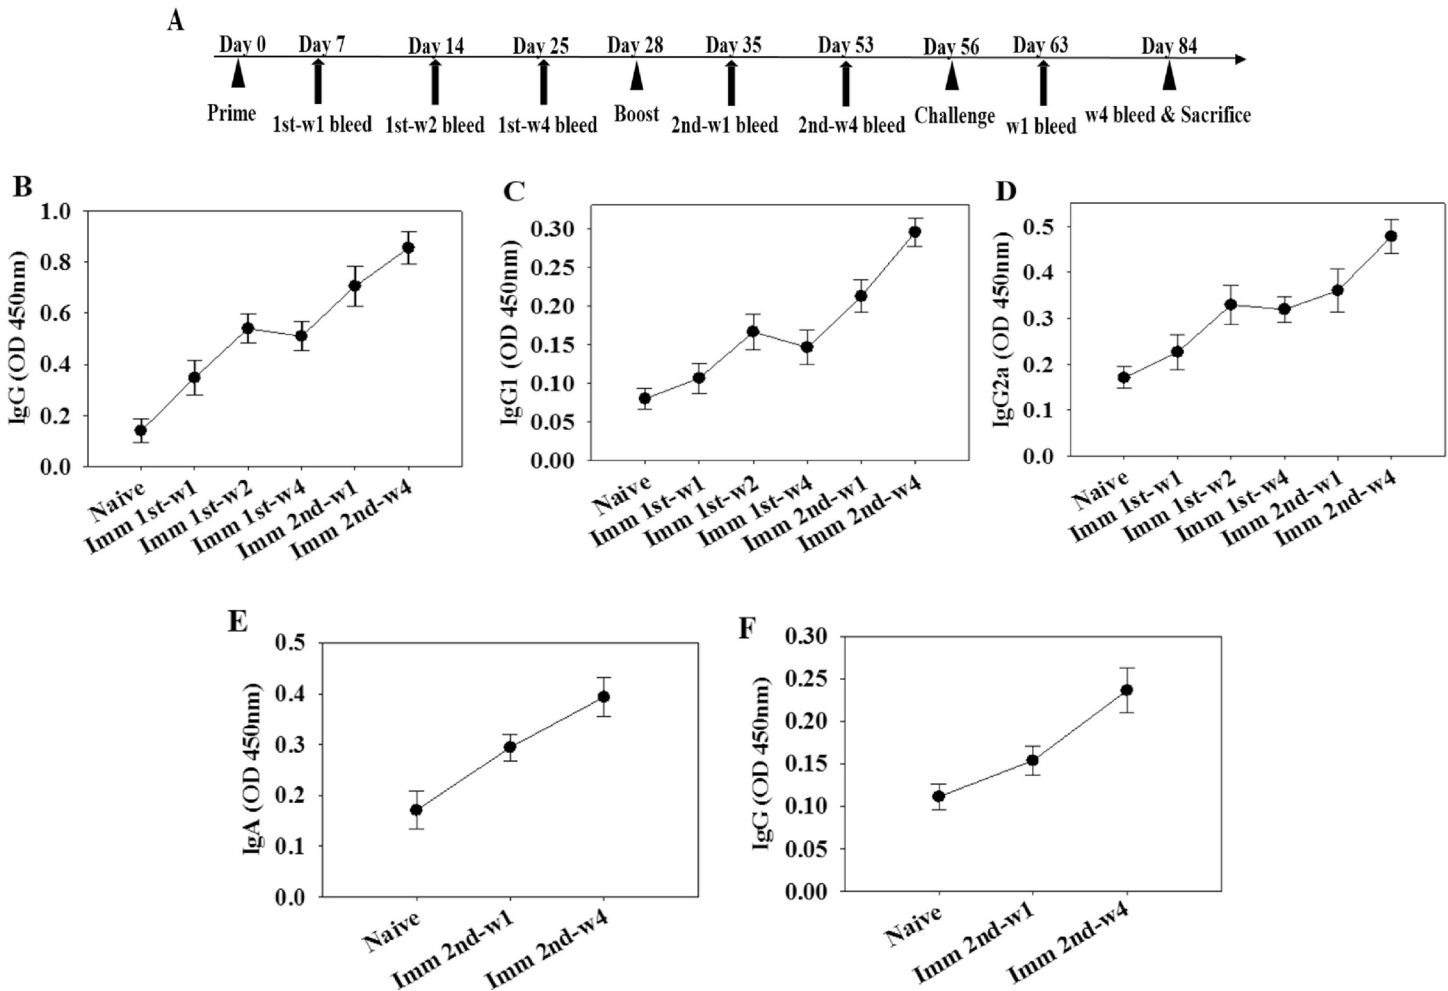 A
Day 0 Day 7 Day 14 Day 25 Day 28 Day 35 Day 53 Day 56 Day 63 Day 84
Prime 1st-w1 bleed 1st-w2 bleed 1st-w4 bleed Boost 2nd-w1 bleed 2nd-w4 bleed Challenge w1 bleed w4 bleed & Sacrifice
B
IgG (OD 450nm)
1.0
0.8
0.6
0.4
0.2
0.0
Naive
Imm 1st-w1
Imm 1st-w2
Imm 1st-w4
Imm 2nd-w1
Imm 2nd-w4
C
IgG1 (OD 450nm)
0.30
0.25
0.20
0.15
0.10
0.05
0.00
Naive
Imm 1st-w1
Imm 1st-w2
Imm 1st-w4
Imm 2nd-w1
Imm 2nd-w4
D
IgG2a (OD 450nm)
0.5
0.4
0.3
0.2
0.1
0.0
Naive
Imm 1st-w1
Imm 1st-w2
Imm 1st-w4
Imm 2nd-w1
Imm 2nd-w4
E
IgA (OD 450nm)
0.5
0.4
0.3
0.2
0.1
0.0
Naive
Imm 2nd-w1
Imm 2nd-w4
F
IgG (OD 450nm)
0.30
0.25
0.20
0.15
0.10
0.05
0.00
Naive
Imm 2nd-w1
Imm 2nd-w4